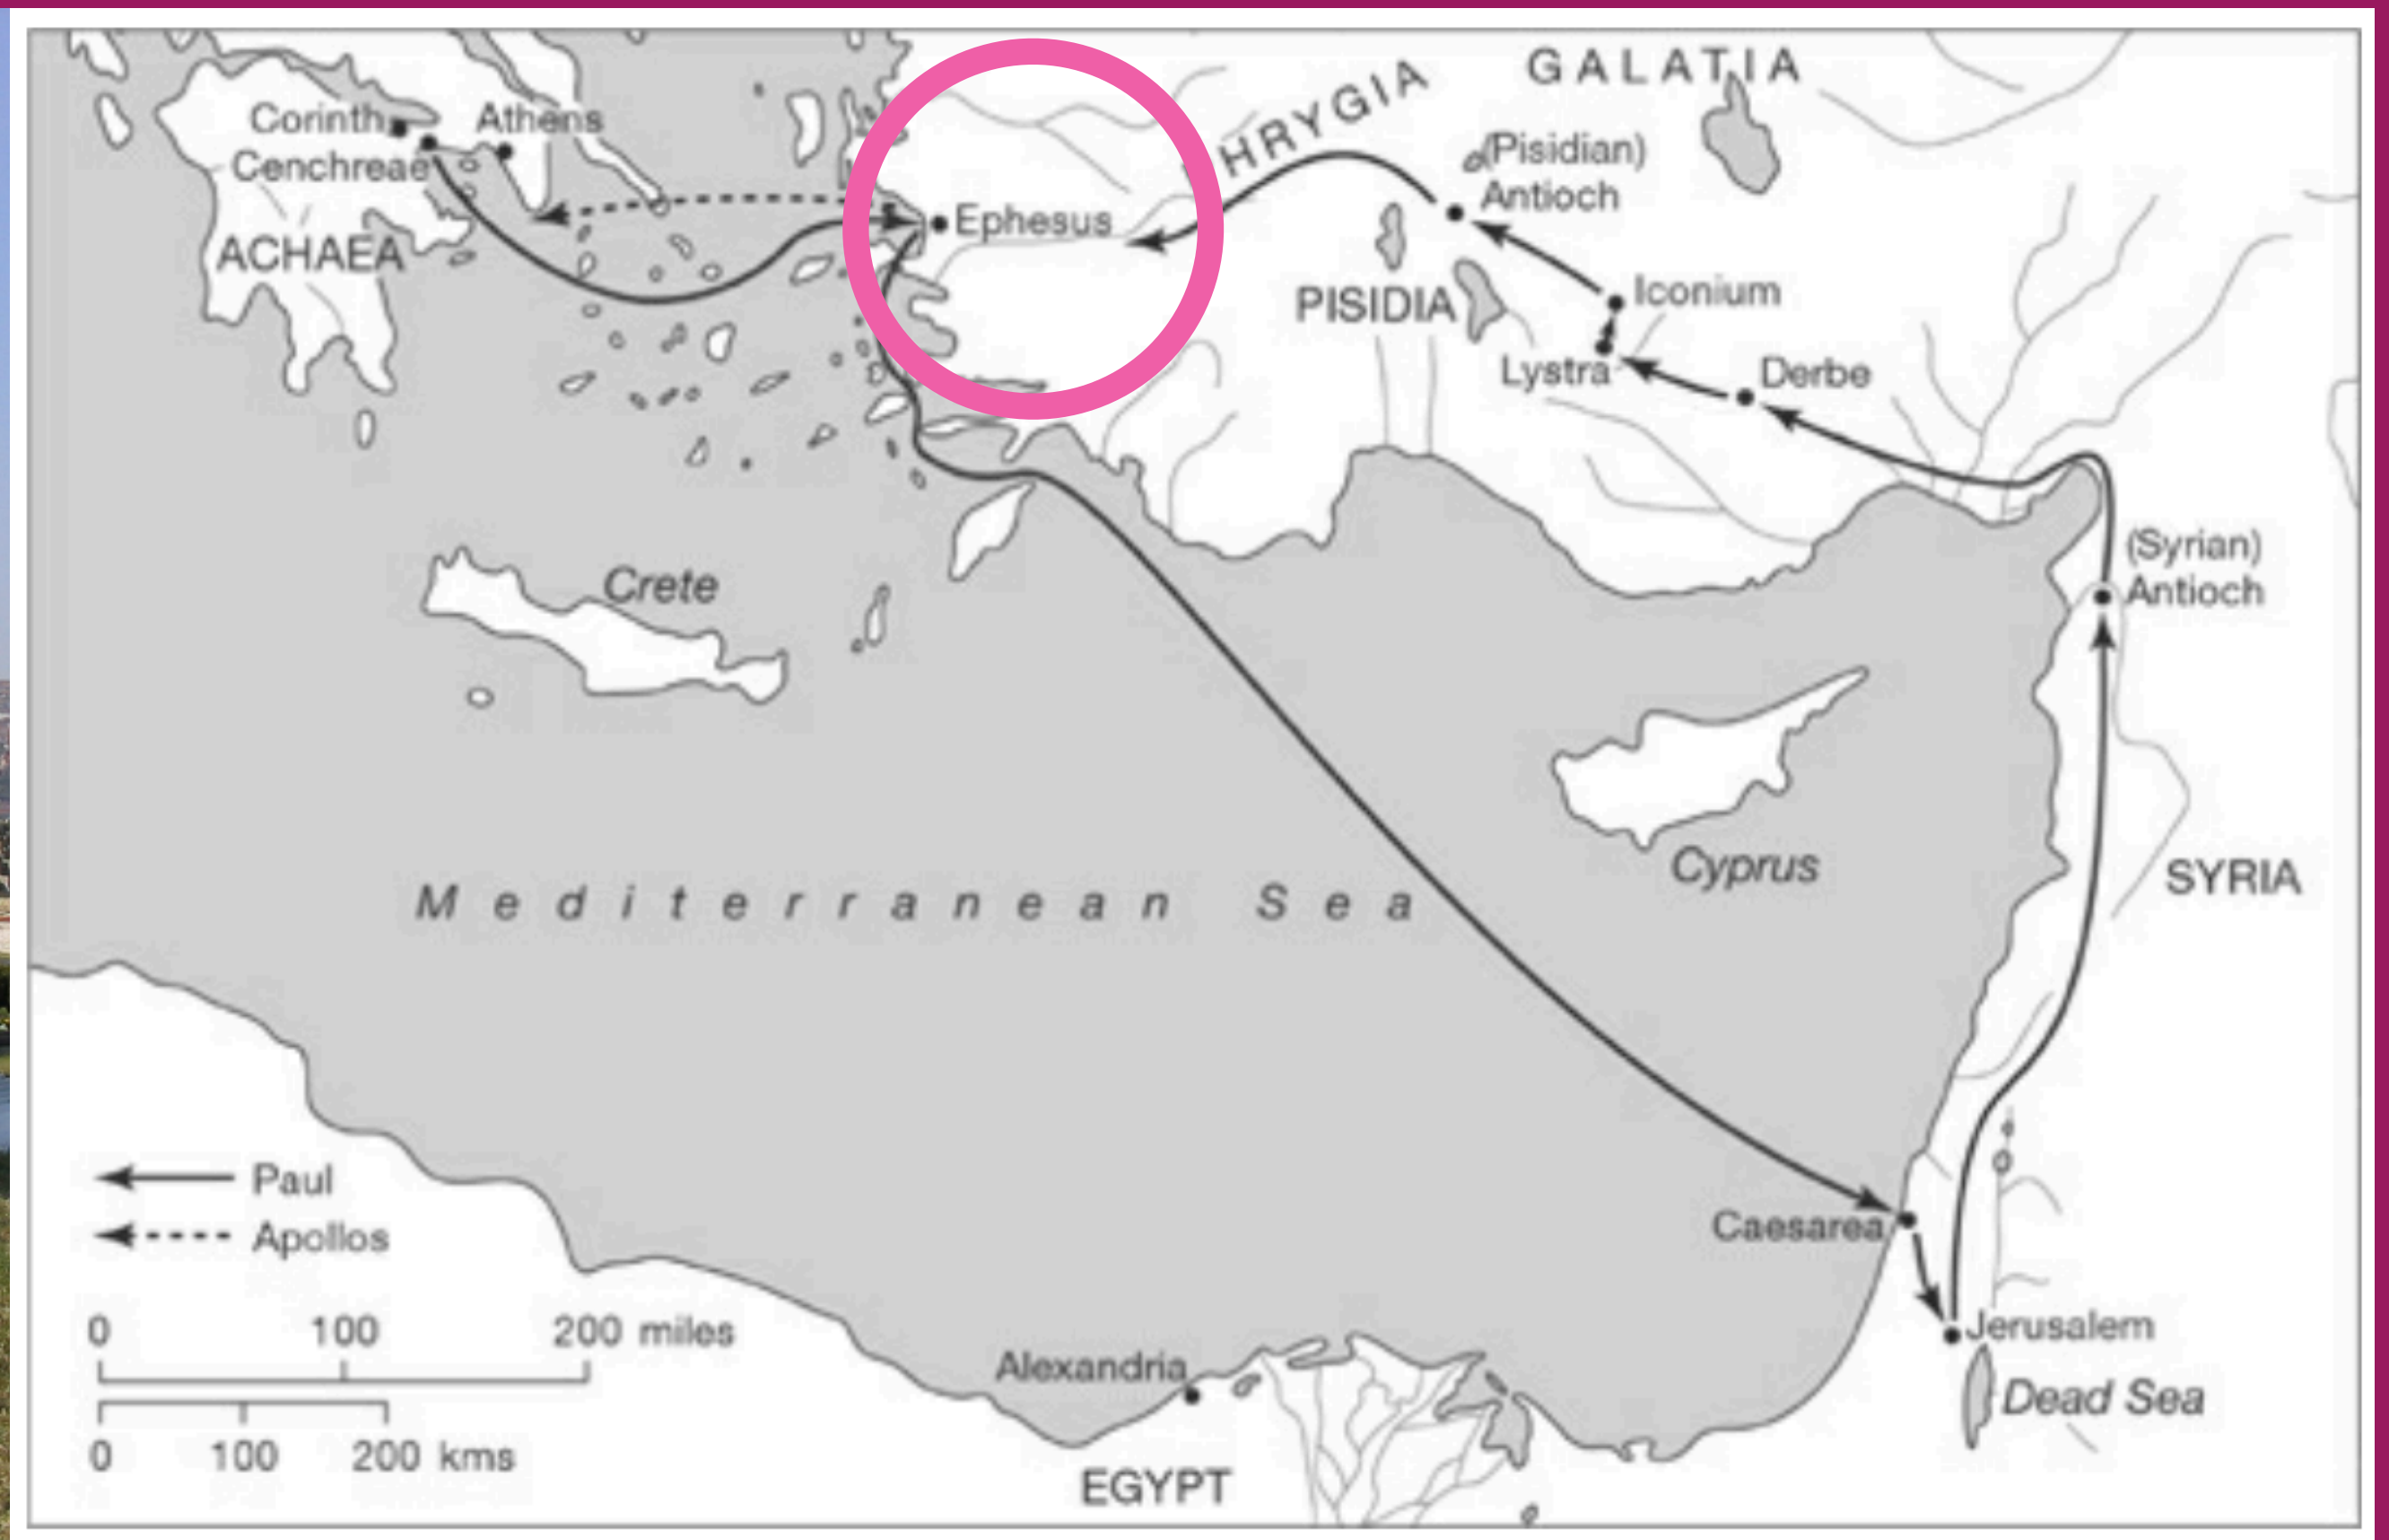 GALATIA
HRYGIA
Corinth
Athens
Cenchreae
(Pisidian)
Antioch
Ephesus
ACHAEA
PISIDIA
Iconium
Lystra
Derbe
(Syrian)
Antioch
Crete
Cyprus
SYRIA
Mediterranean Sea
Paul
Apollos
Caesarea
0 100 200 miles
Jerusalem
Alexandria
Dead Sea
0 100 200 kms
EGYPT